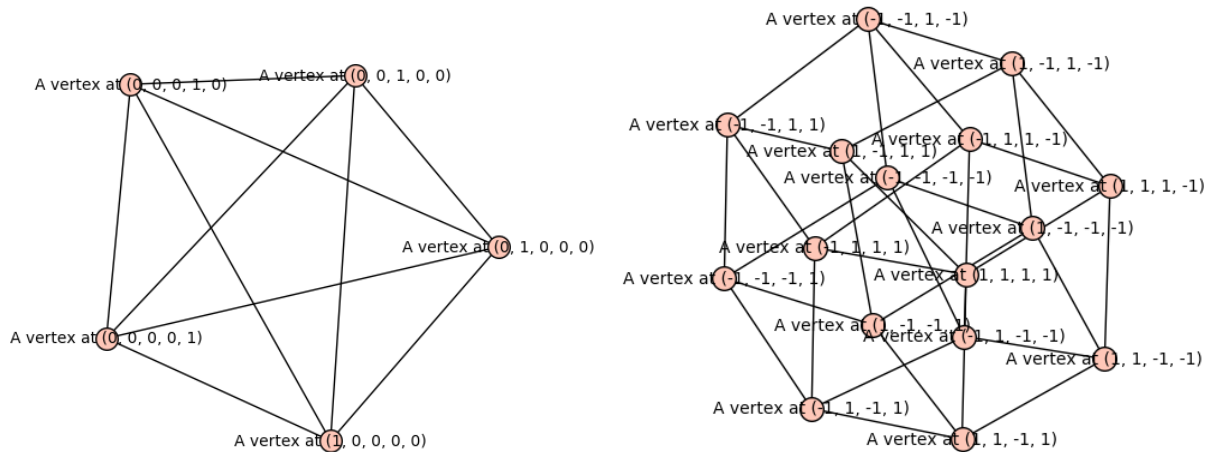 A vertex at (0, 0, 0, 1, 0)
A vertex at (0, 0, 1, 0, 0)
A vertex at (0, 1, 0, 0, 0)
A vertex at (0, 0, 0, 0, 1)
A vertex at (1, 0, 0, 0, 0)
A vertex at (-1, -1, 1, -1)
A vertex at (1, -1, 1, -1)
A vertex at (-1, -1, 1, 1)
A vertex at (-1, 1, 1, -1)
A vertex at (1, -1, 1, 1)
A vertex at (-1, -1, -1, -1)
A vertex at (1, 1, 1, -1)
A vertex at (1, -1, -1, -1)
A vertex at (-1, 1, 1, 1)
A vertex at (-1, -1, -1, 1)
A vertex at (1, 1, 1, 1)
A vertex at (1, -1, -1, 1)
A vertex at (-1, 1, -1, -1)
A vertex at (1, 1, -1, -1)
A vertex at (-1, 1, -1, 1)
A vertex at (1, 1, -1, 1)